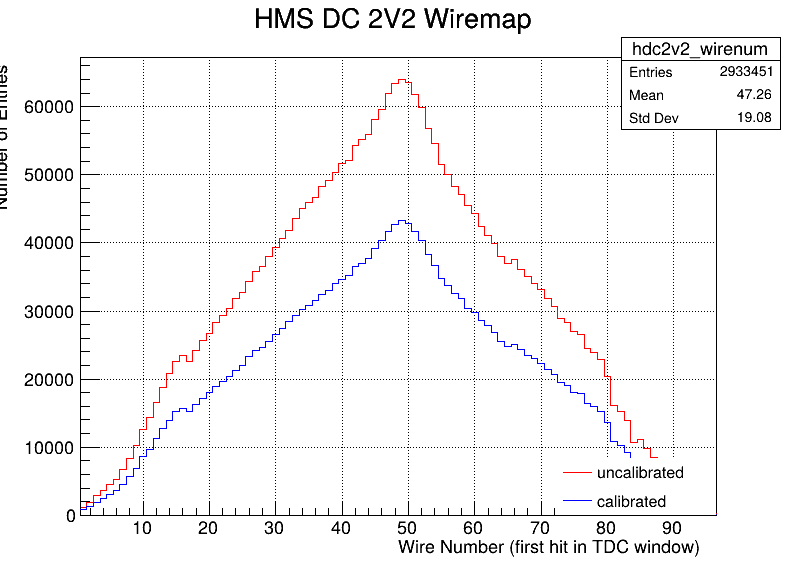 HMS DC 2V2 Wiremap
hdc2v2_wirenum
Entries 2933451
Mean 47.26
Std Dev 19.08
Number of Entries
60000
50000
40000
30000
20000
10000
0
uncalibrated
calibrated
10 20 30 40 50 60 70 80 90
Wire Number (first hit in TDC window)